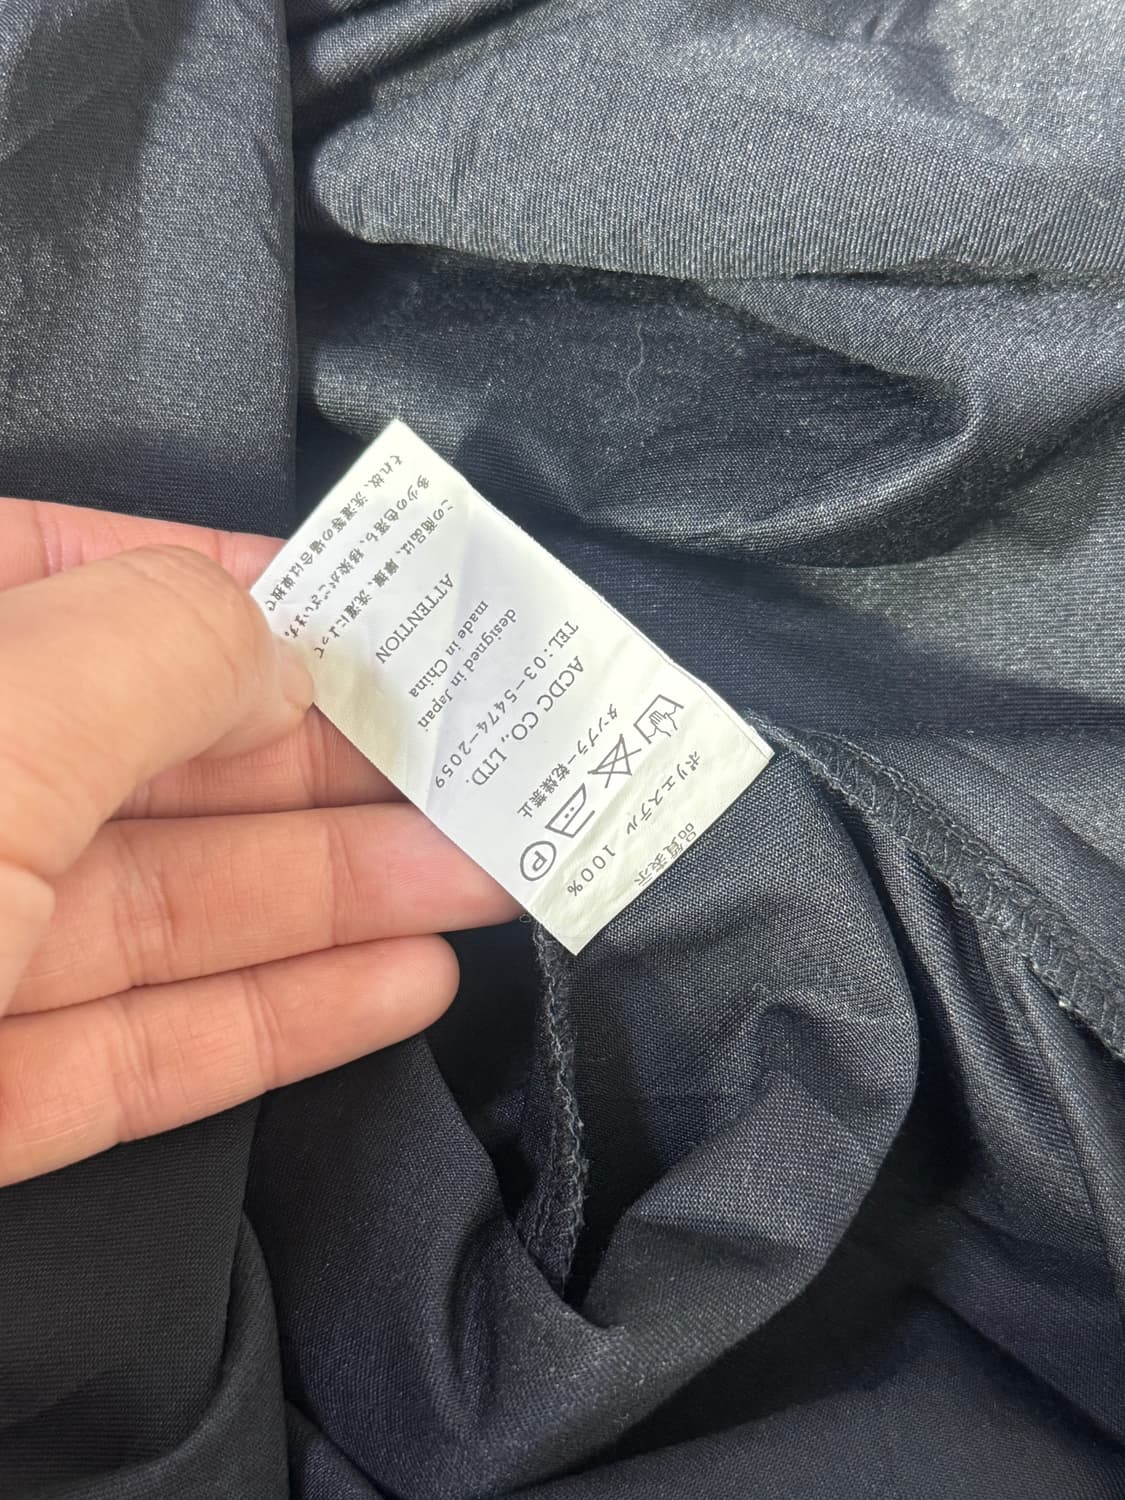 品質表示
ポリエステル 100%
P
タンブラー乾燥禁止
ACDC CO., LTD.
TEL:03-5474-2059
designed in Japan
made in China
ATTENTION
この商品は、摩擦、洗濯によって
多少の色落ち、移染がございます。
それ故、洗濯等の場合は単独で